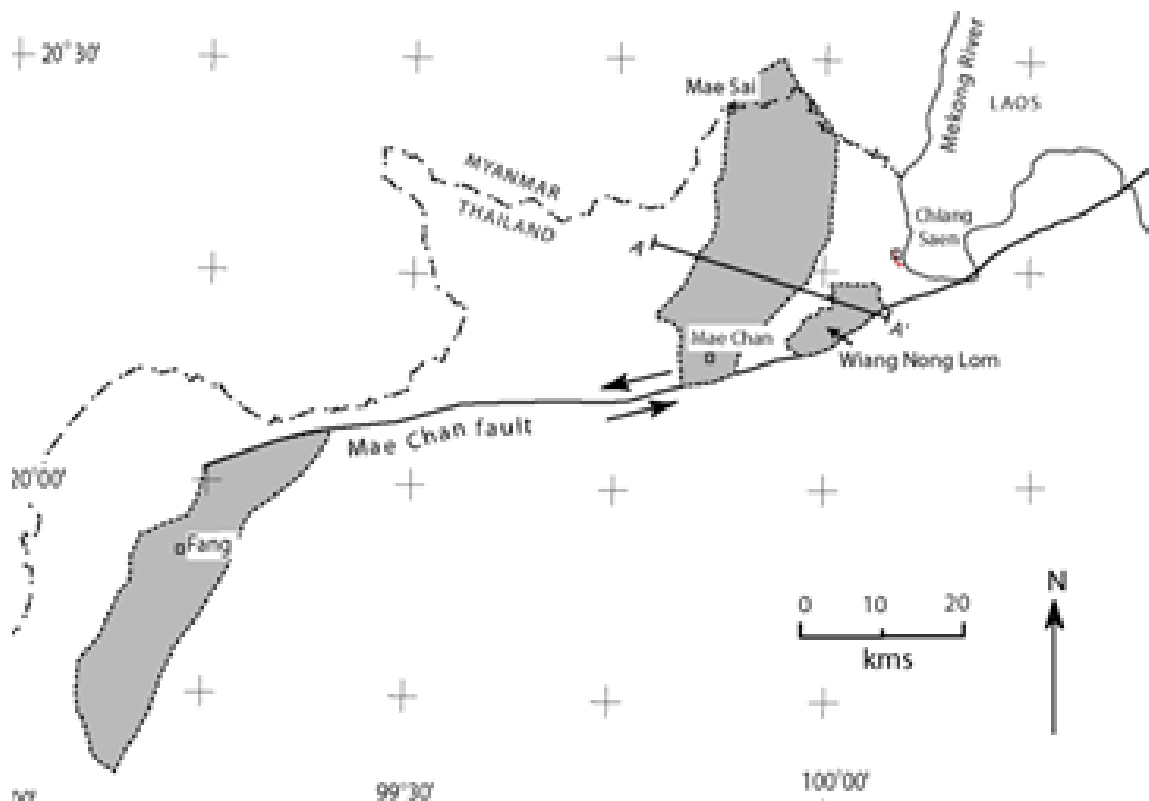 20°30'
Mekong River
LAOS
Mae Sai
MYANMAR
THAILAND
Chiang
Saen
A
A'
Mae Chan
Wiang Nong Lom
Mae Chan fault
20°00'
Fang
0 10 20
kms
N
99°30'
100°00'